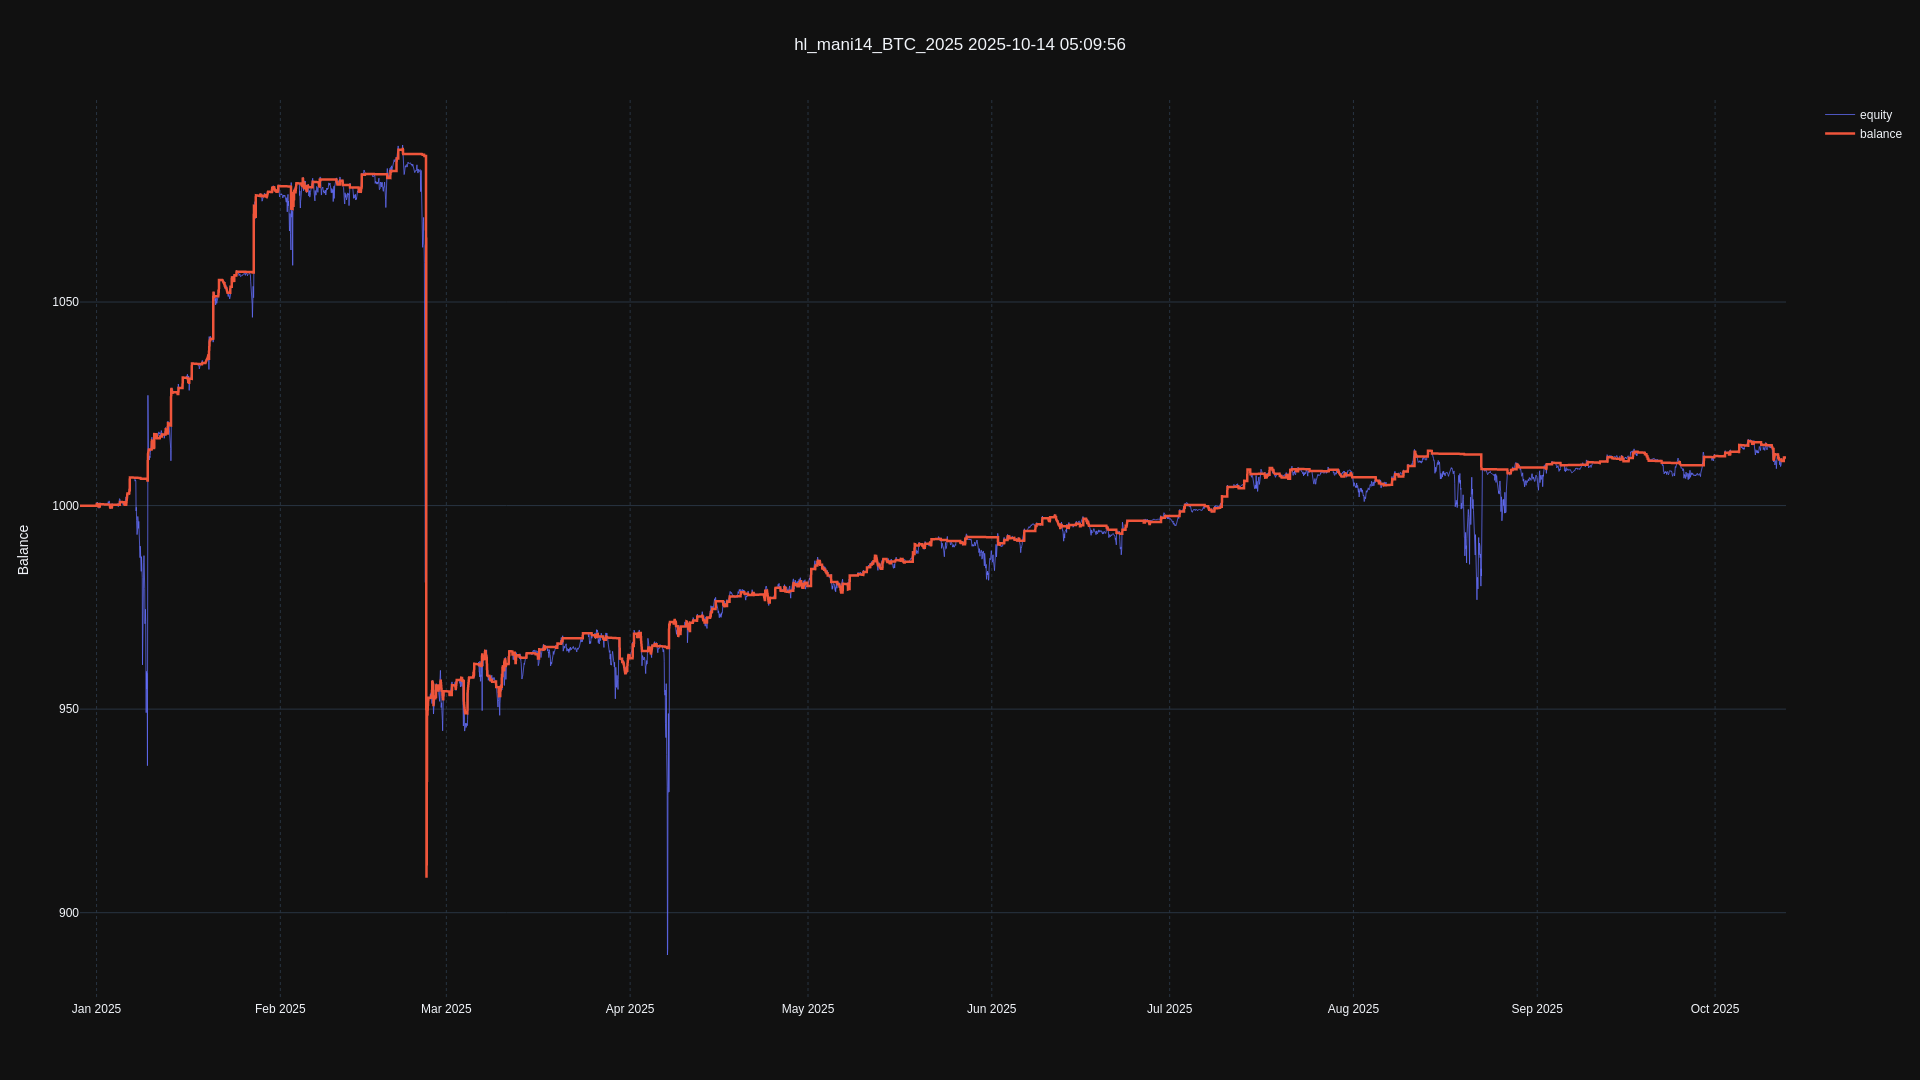 hl_mani14_BTC_2025 2025-10-14 05:09:56
equity
balance
Balance
1050
1000
950
900
Jan 2025
Feb 2025
Mar 2025
Apr 2025
May 2025
Jun 2025
Jul 2025
Aug 2025
Sep 2025
Oct 2025